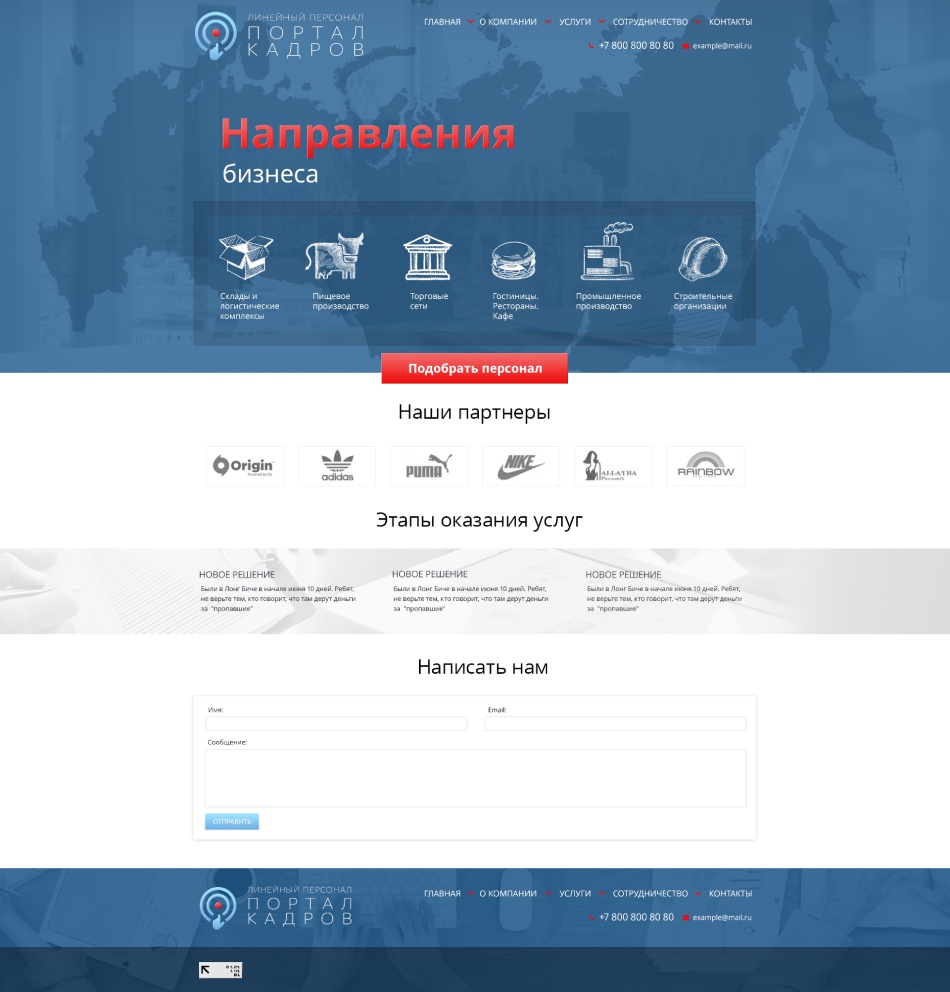 ЛИНЕЙНЫЙ ПЕРСОНАЛ
ПОРТАЛ
КАДРОВ
ГЛАВНАЯ О КОМПАНИИ УСЛУГИ СОТРУДНИЧЕСТВО КОНТАКТЫ
+7 800 800 80 80 example@mail.ru
Направления
бизнеса
Склады и
логистические
комплексы
Пищевое
производство
Торговые
сети
Гостиницы.
Рестораны.
Кафе
Промышленное
производство
Строительные
организации
Подобрать персонал
Наши партнеры
Origin
adidas
PUMA
NIKE
RAINBOW
Этапы оказания услуг
НОВОЕ РЕШЕНИЕ
Были в Лонг Биче в начале июня 10 дней. Ребят,
не верьте тем, кто говорит, что там дерут деньги
за "пропавшие"
НОВОЕ РЕШЕНИЕ
Были в Лонг Биче в начале июня 10 дней. Ребят,
не верьте тем, кто говорит, что там дерут деньги
за "пропавшие"
НОВОЕ РЕШЕНИЕ
Были в Лонг Биче в начале июня 10 дней. Ребят,
не верьте тем, кто говорит, что там дерут деньги
за "пропавшие"
Написать нам
Имя:
Email:
Сообщение:
ОТПРАВИТЬ
ЛИНЕЙНЫЙ ПЕРСОНАЛ
ПОРТАЛ
КАДРОВ
ГЛАВНАЯ О КОМПАНИИ УСЛУГИ СОТРУДНИЧЕСТВО КОНТАКТЫ
+7 800 800 80 80 example@mail.ru